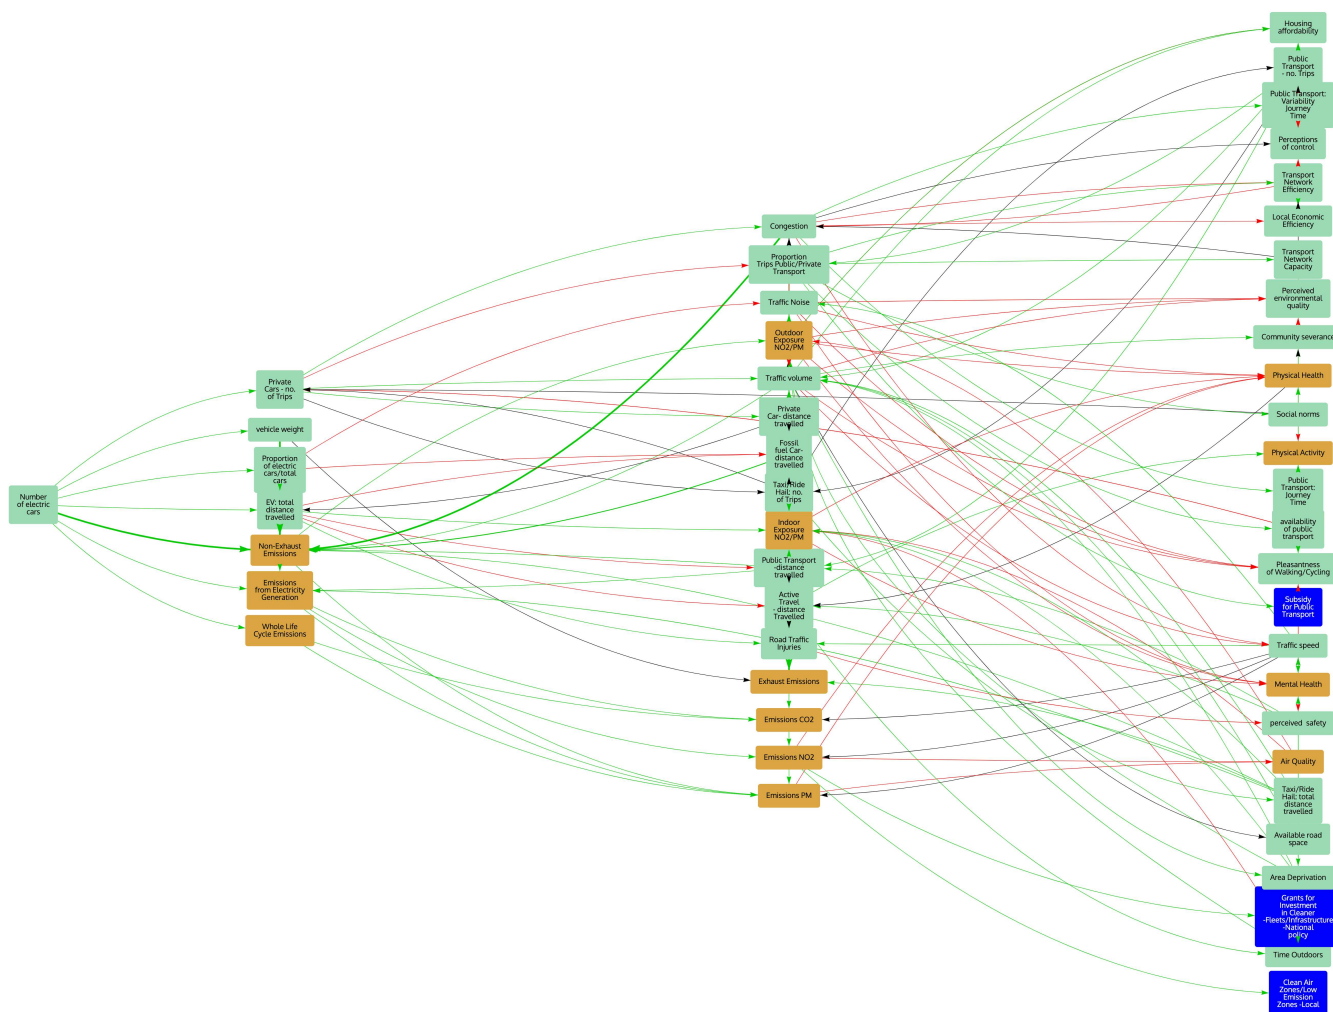 Number
of electric
cars
Private
Cars - no.
of Trips
vehicle weight
Proportion
of electric
cars/total
cars
EV: total
distance
travelled
Non-Exhaust
Emissions
Emissions
from Electricity
Generation
Whole Life
Cycle Emissions
Congestion
Proportion
Trips Public/Private
Transport
Traffic Noise
Outdoor
Exposure
NO2/PM
Traffic volume
Private
Car- distance
travelled
Fossil
fuel Car-
distance
travelled
Taxi/Ride
Hail: no.
of Trips
Indoor
Exposure
NO2/PM
Public Transport
-distance
travelled
Active
Travel
- distance
Travelled
Road Traffic
Injuries
Exhaust Emissions
Emissions CO2
Emissions NO2
Emissions PM
Housing
affordability
Public
Transport
- no. Trips
Public Transport:
Variability
Journey
Time
Perceptions
of control
Transport
Network
Efficiency
Local Economic
Efficiency
Transport
Network
Capacity
Perceived
environmental
quality
Community severance
Physical Health
Social norms
Physical Activity
Public
Transport:
Journey
Time
availability
of public
transport
Pleasantness
of Walking/Cycling
Subsidy
for Public
Transport
Traffic speed
Mental Health
perceived safety
Air Quality
Taxi/Ride
Hail: total
distance
travelled
Available road
space
Area Deprivation
Grants for
Investment
in Cleaner
-Fleets/Infrastructure
-National
policy
Time Outdoors
Clean Air
Zones/Low
Emission
Zones -Local